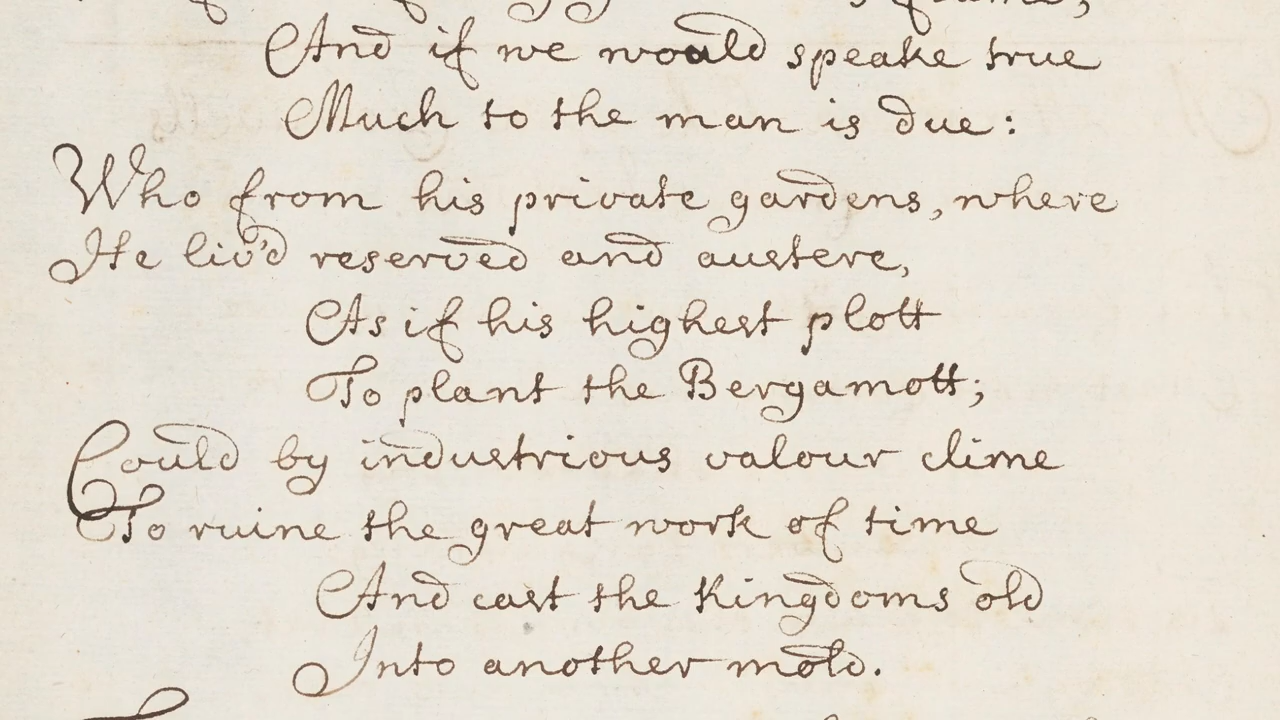 And if we would speake true
Much to the man is due:
Who from his private gardens, where
He liv'd reserved and austere,
As if his highest plott
To plant the Bergamott;
Could by industrious valour clime
To ruine the great work of time
And cast the Kingdoms old
Into another mold.